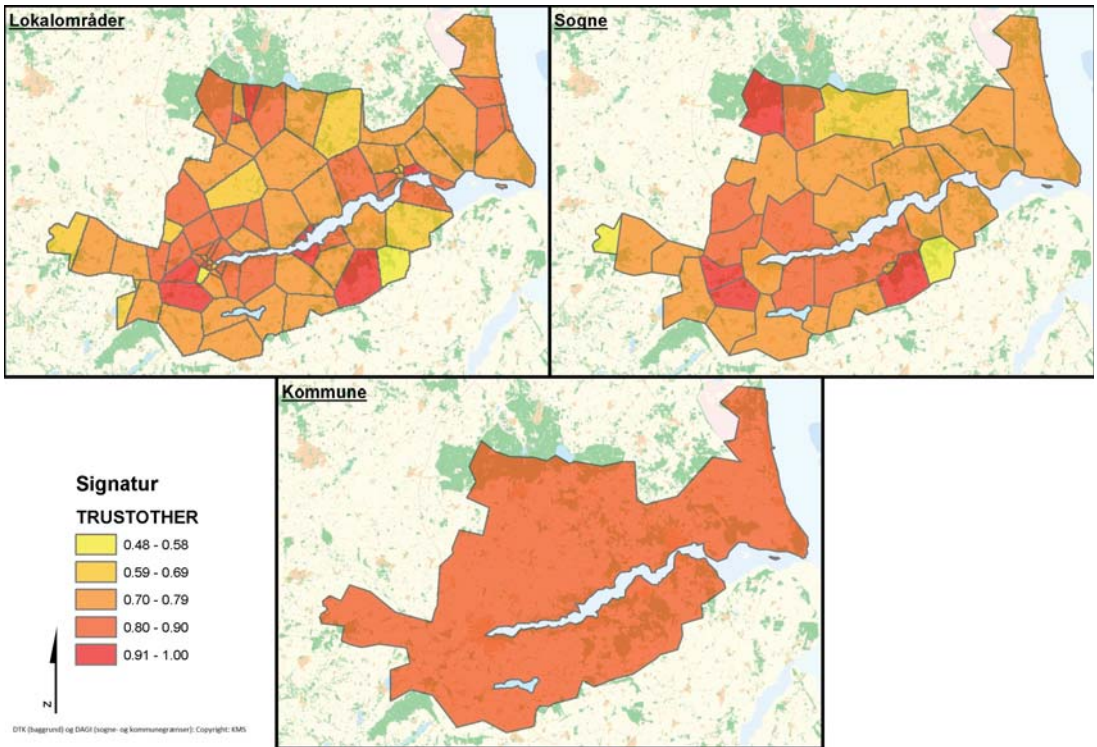 Lokalområder
Sogne
Kommune
Signatur
TRUSTOTHER
0.48 - 0.58
0.59 - 0.69
0.70 - 0.79
0.80 - 0.90
0.91 - 1.00
N
DTK (baggrund) og DAGI (sogne- og kommunegrænser): Copyright: KMS